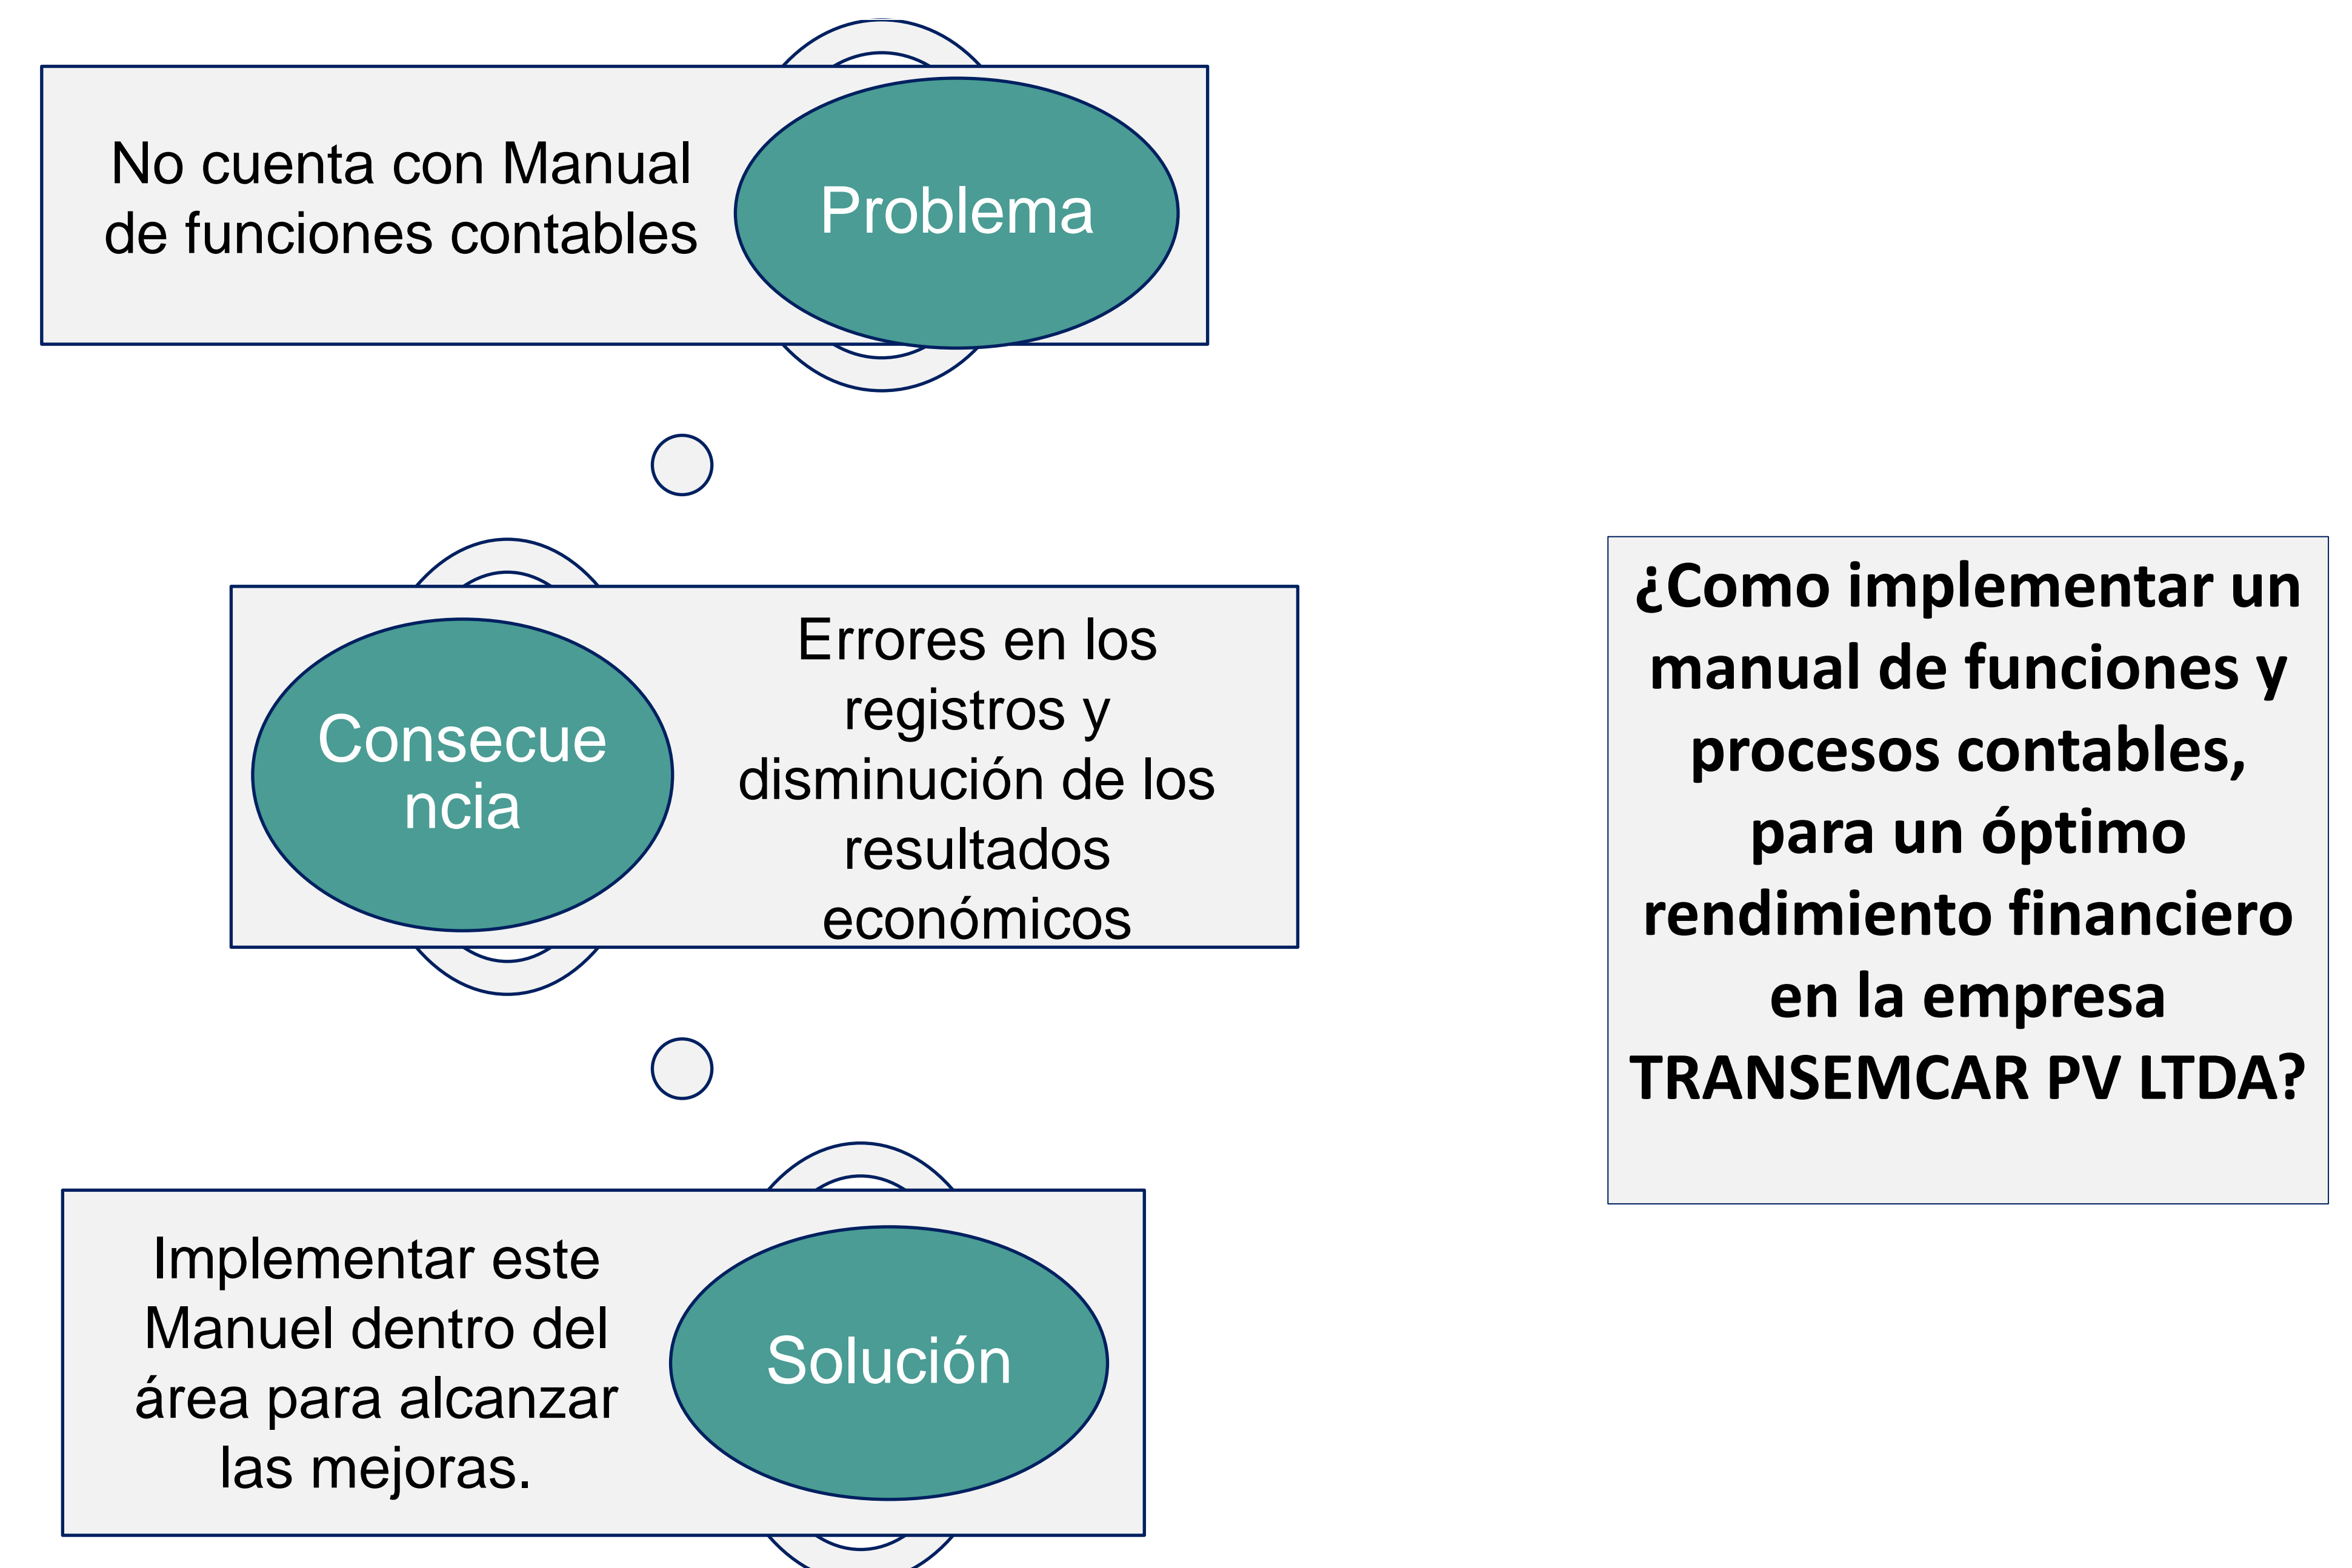 No cuenta con Manual
de funciones contables
Problema
Consecue
ncia
Errores en los
registros y
disminución de los
resultados
económicos
Implementar este
Manuel dentro del
área para alcanzar
las mejoras.
Solución
¿Como implementar un
manual de funciones y
procesos contables,
para un óptimo
rendimiento financiero
en la empresa
TRANSEMCAR PV LTDA?